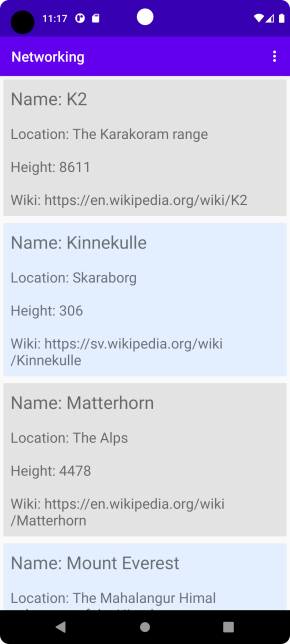 11:17
Networking
Name: K2
Location: The Karakoram range
Height: 8611
Wiki: https://en.wikipedia.org/wiki/K2
Name: Kinnekulle
Location: Skaraborg
Height: 306
Wiki: https://sv.wikipedia.org/wiki
/Kinnekulle
Name: Matterhorn
Location: The Alps
Height: 4478
Wiki: https://en.wikipedia.org/wiki
/Matterhorn
Name: Mount Everest
Location: The Mahalangur Himal